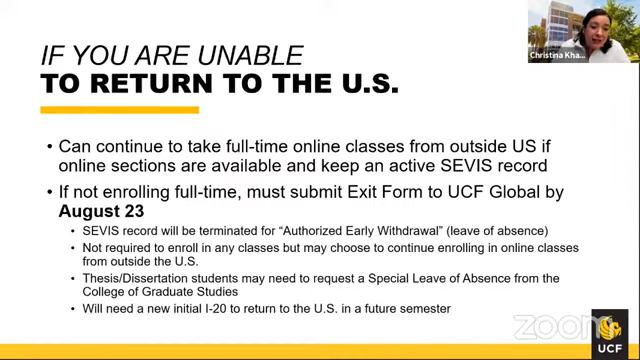 IF YOU ARE UNABLE
TO RETURN TO THE U.S.
Christina Kha...
• Can continue to take full-time online classes from outside US if
online sections are available and keep an active SEVIS record
• If not enrolling full-time, must submit Exit Form to UCF Global by
August 23
• SEVIS record will be terminated for “Authorized Early Withdrawal” (leave of absence)
• Not required to enroll in any classes but may choose to continue enrolling in online classes
from outside the U.S.
• Thesis/Dissertation students may need to request a Special Leave of Absence from the
College of Graduate Studies
• Will need a new initial I-20 to return to the U.S. in a future semester
zoom
UCF